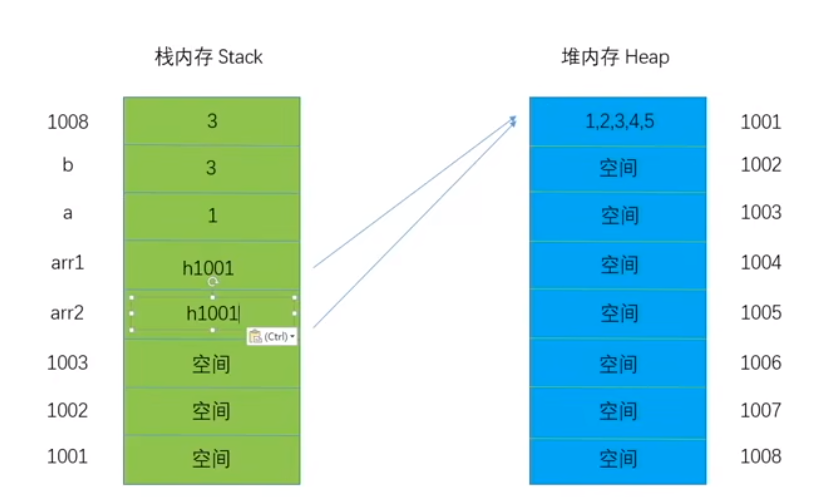 栈内存 Stack
堆内存 Heap
1008 3 1,2,3,4,5 1001
b 3 空间 1002
a 1 空间 1003
arr1 h1001 空间 1004
arr2 h1001 空间 1005
(Ctrl)
1003 空间 空间 1006
1002 空间 空间 1007
1001 空间 空间 1008